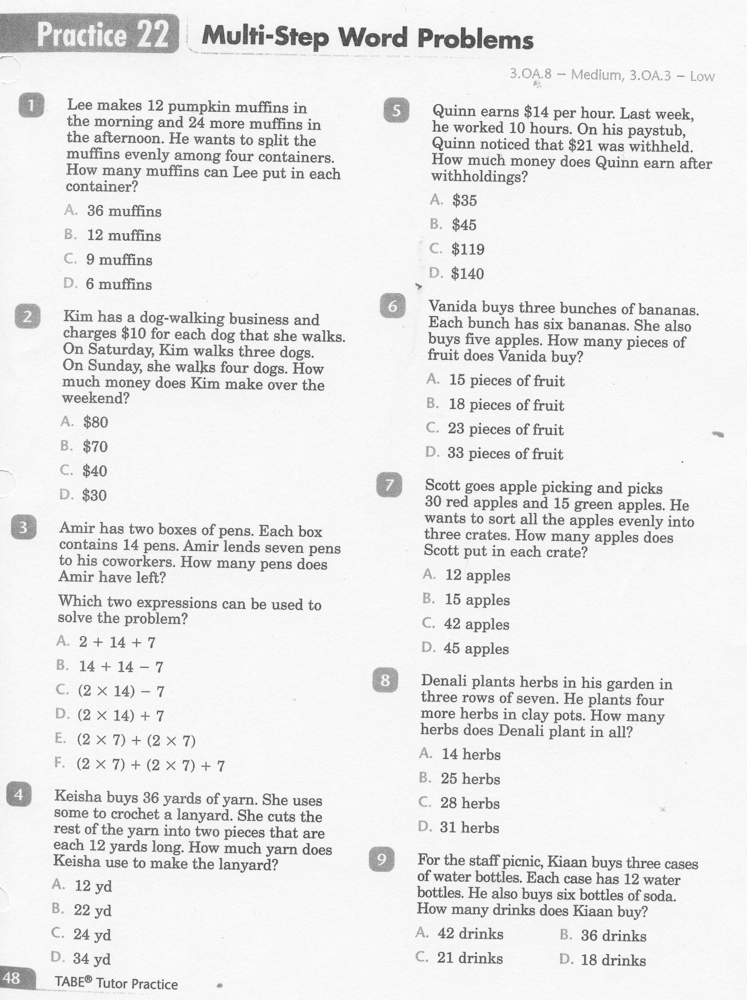 Practice 22
Multi-Step Word Problems
3.OA.8 – Medium, 3.OA.3 – Low
1
Lee makes 12 pumpkin muffins in
the morning and 24 more muffins in
the afternoon. He wants to split the
muffins evenly among four containers.
How many muffins can Lee put in each
container?
A. 36 muffins
B. 12 muffins
C. 9 muffins
D. 6 muffins
2
Kim has a dog-walking business and
charges $10 for each dog that she walks.
On Saturday, Kim walks three dogs.
On Sunday, she walks four dogs. How
much money does Kim make over the
weekend?
A. $80
B. $70
C. $40
D. $30
3
Amir has two boxes of pens. Each box
contains 14 pens. Amir lends seven pens
to his coworkers. How many pens does
Amir have left?
Which two expressions can be used to
solve the problem?
A. 2 + 14 + 7
B. 14 + 14 − 7
C. (2 × 14) − 7
D. (2 × 14) + 7
E. (2 × 7) + (2 × 7)
F. (2 × 7) + (2 × 7) + 7
4
Keisha buys 36 yards of yarn. She uses
some to crochet a lanyard. She cuts the
rest of the yarn into two pieces that are
each 12 yards long. How much yarn does
Keisha use to make the lanyard?
A. 12 yd
B. 22 yd
C. 24 yd
D. 34 yd
5
Quinn earns $14 per hour. Last week,
he worked 10 hours. On his paystub,
Quinn noticed that $21 was withheld.
How much money does Quinn earn after
withholdings?
A. $35
B. $45
C. $119
D. $140
6
Vanida buys three bunches of bananas.
Each bunch has six bananas. She also
buys five apples. How many pieces of
fruit does Vanida buy?
A. 15 pieces of fruit
B. 18 pieces of fruit
C. 23 pieces of fruit
D. 33 pieces of fruit
7
Scott goes apple picking and picks
30 red apples and 15 green apples. He
wants to sort all the apples evenly into
three crates. How many apples does
Scott put in each crate?
A. 12 apples
B. 15 apples
C. 42 apples
D. 45 apples
8
Denali plants herbs in his garden in
three rows of seven. He plants four
more herbs in clay pots. How many
herbs does Denali plant in all?
A. 14 herbs
B. 25 herbs
C. 28 herbs
D. 31 herbs
9
For the staff picnic, Kiaan buys three cases
of water bottles. Each case has 12 water
bottles. He also buys six bottles of soda.
How many drinks does Kiaan buy?
A. 42 drinks B. 36 drinks
C. 21 drinks D. 18 drinks
48
TABE® Tutor Practice